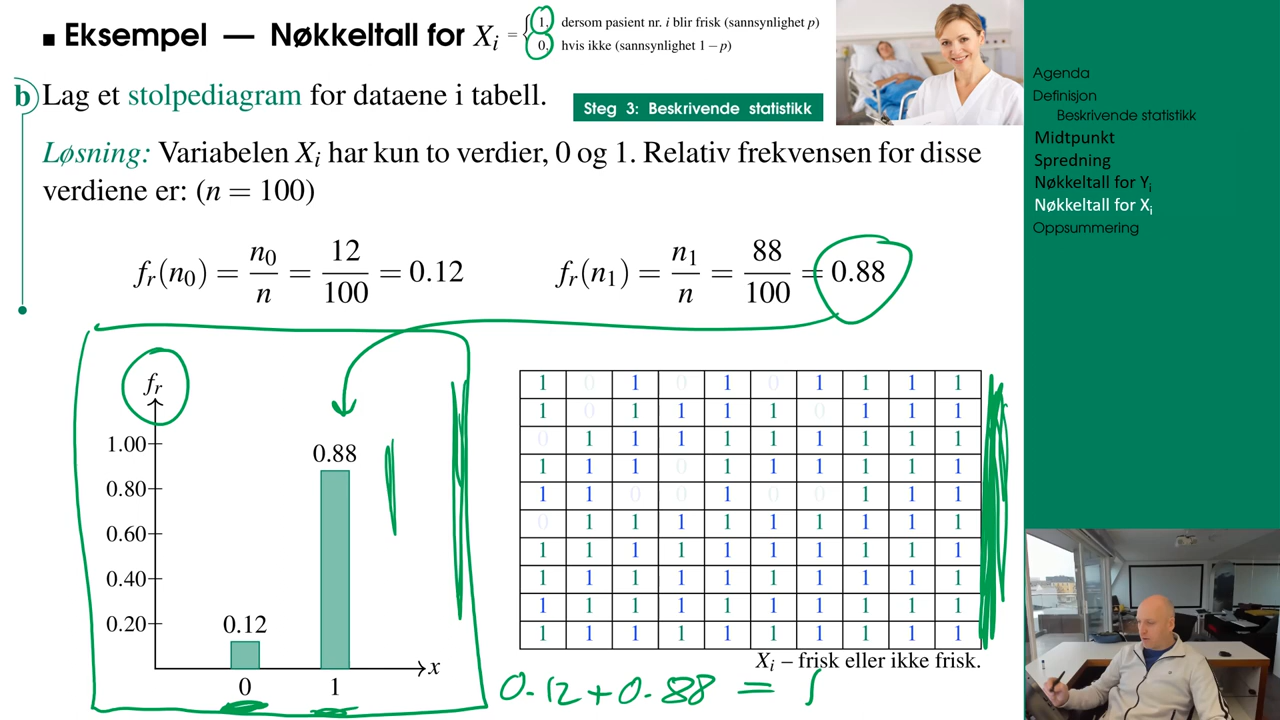 Eksempel — Nøkkeltall for Xᵢ = { 1, dersom pasient nr. i blir frisk (sannsynlighet p)
0, hvis ikke (sannsynlighet 1−p)
b Lag et stolpediagram for dataene i tabell.
Steg 3: Beskrivende statistikk
Løsning: Variabelen Xᵢ har kun to verdier, 0 og 1. Relativ frekvensen for disse
verdiene er: (n = 100)
fᵣ(n₀) = n₀/n = 12/100 = 0.12
fᵣ(n₁) = n₁/n = 88/100 = 0.88
fᵣ
1.00
0.80
0.60
0.40
0.20
0.12
0.88
0 1 x
1 0 1 0 1 0 1 1 1 1
1 0 1 1 1 1 0 1 1 1
0 1 1 1 1 1 1 1 1 1
1 1 1 0 1 1 1 1 1 1
1 1 0 0 1 0 0 1 1 1
0 1 1 1 1 1 1 1 1 1
1 1 1 1 1 1 1 1 1 1
1 1 1 1 1 1 1 1 1 1
1 1 1 1 1 1 1 1 1 1
1 1 1 1 1 1 1 1 1 1
Xᵢ – frisk eller ikke frisk.
0.12+0.88 = 1
Agenda
Definisjon
Beskrivende statistikk
Midtpunkt
Spredning
Nøkkeltall for Yᵢ
Nøkkeltall for Xᵢ
Oppsummering